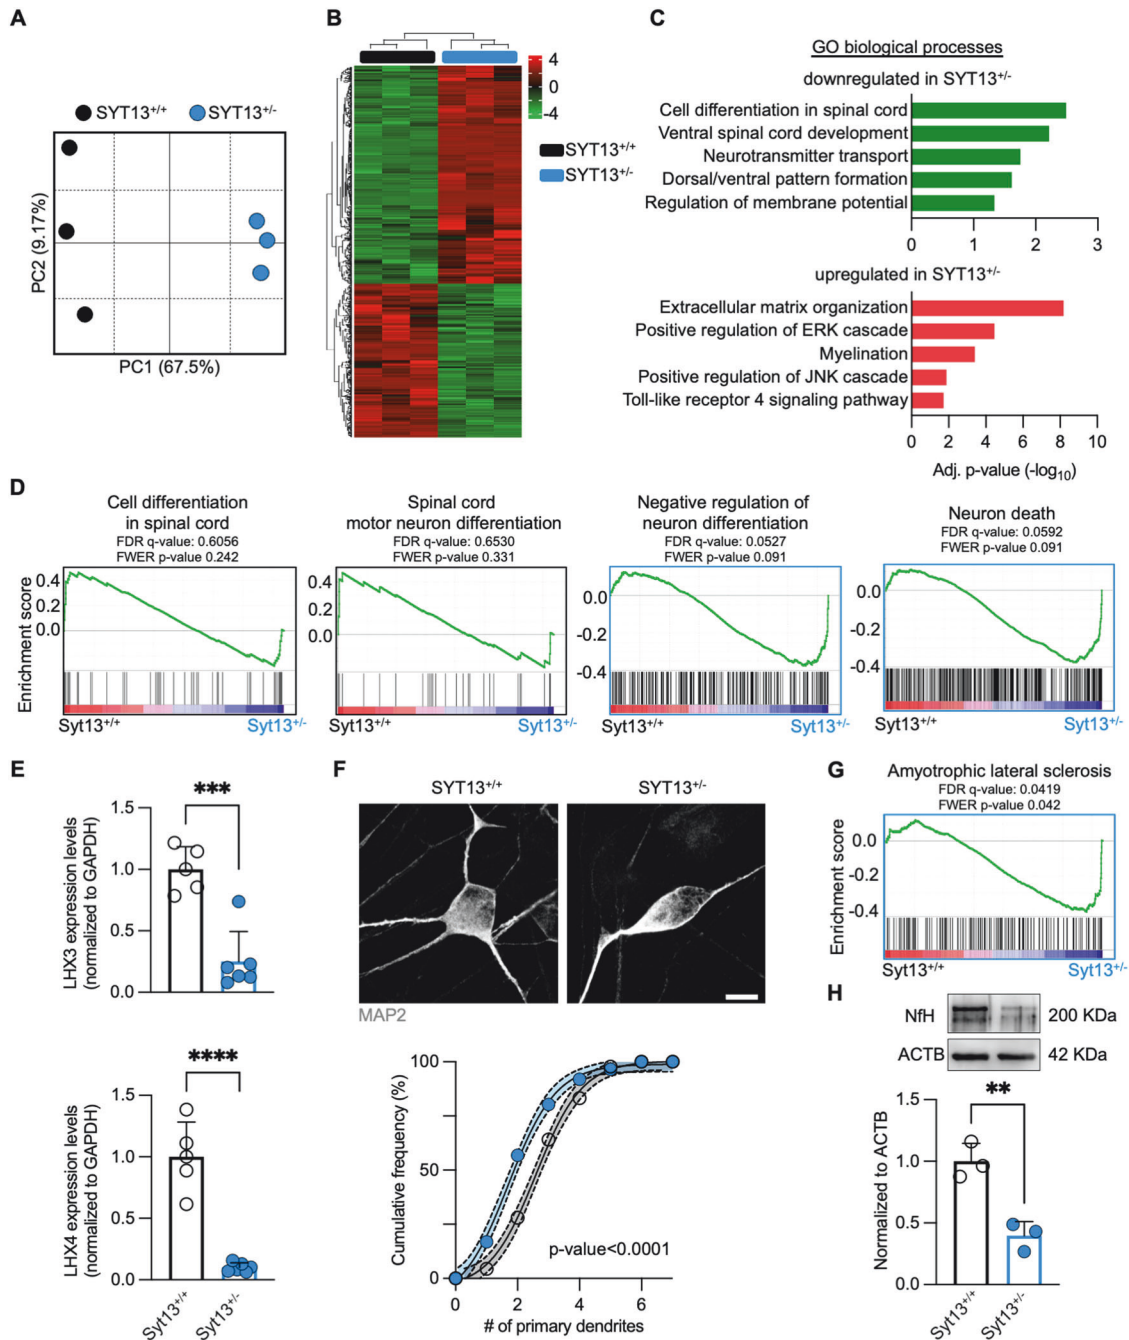 A
SYT13+/+
SYT13+/-
PC2 (9.17%)
PC1 (67.5%)
B
4
2
0
-2
-4
SYT13+/+
SYT13+/-
C
GO biological processes
downregulated in SYT13+/-
Cell differentiation in spinal cord
Ventral spinal cord development
Neurotransmitter transport
Dorsal/ventral pattern formation
Regulation of membrane potential
0 1 2 3
upregulated in SYT13+/-
Extracellular matrix organization
Positive regulation of ERK cascade
Myelination
Positive regulation of JNK cascade
Toll-like receptor 4 signaling pathway
0 2 4 6 8 10
Adj. p-value (-log10)
D
Cell differentiation
in spinal cord
FDR q-value: 0.6056
FWER p-value 0.242
Enrichment score
0.4
0.2
0.0
Syt13+/+
Syt13+/-
Spinal cord
motor neuron differentiation
FDR q-value: 0.6530
FWER p-value 0.331
0.4
0.2
0.0
Syt13+/+
Syt13+/-
Negative regulation of
neuron differentiation
FDR q-value: 0.0527
FWER p-value 0.091
0.0
-0.2
-0.4
Syt13+/+
Syt13+/-
Neuron death
FDR q-value: 0.0592
FWER p-value 0.091
0.0
-0.2
-0.4
Syt13+/+
Syt13+/-
E
***
LHX3 expression levels
(normalized to GAPDH)
1.5
1.0
0.5
0.0
****
LHX4 expression levels
(normalized to GAPDH)
1.5
1.0
0.5
0.0
Syt13+/+
Syt13+/-
F
SYT13+/+
SYT13+/-
MAP2
Cumulative frequency (%)
100
50
0
p-value<0.0001
0 2 4 6
# of primary dendrites
G
Amyotrophic lateral sclerosis
FDR q-value: 0.0419
FWER p-value 0.042
Enrichment score
0.0
-0.2
-0.4
Syt13+/+
Syt13+/-
H
NfH
200 KDa
ACTB
42 KDa
**
Normalized to ACTB
1.5
1.0
0.5
0.0
Syt13+/+
Syt13+/-